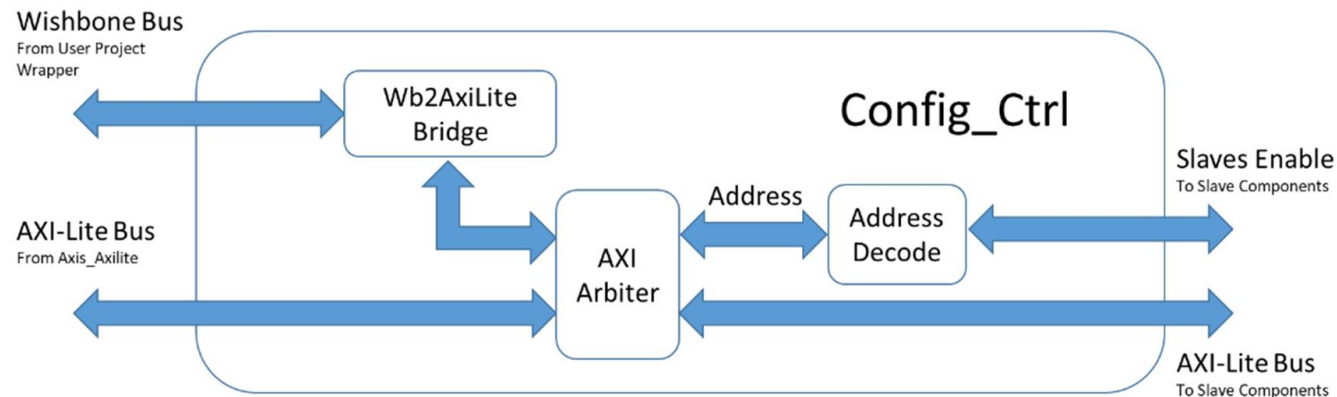 Wishbone Bus
From User Project
Wrapper
Wb2AxiLite
Bridge
Config_Ctrl
Slaves Enable
To Slave Components
Address
Address
Decode
AXI-Lite Bus
From Axis_Axilite
AXI
Arbiter
AXI-Lite Bus
To Slave Components